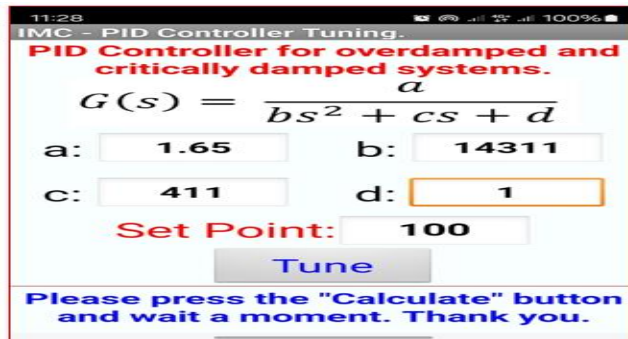 11:28 100%
IMC - PID Controller Tuning.
PID Controller for overdamped and
critically damped systems.
G(s) = a / bs² + cs + d
a: 1.65 b: 14311
c: 411 d: 1
Set Point: 100
Tune
Please press the "Calculate" button
and wait a moment. Thank you.